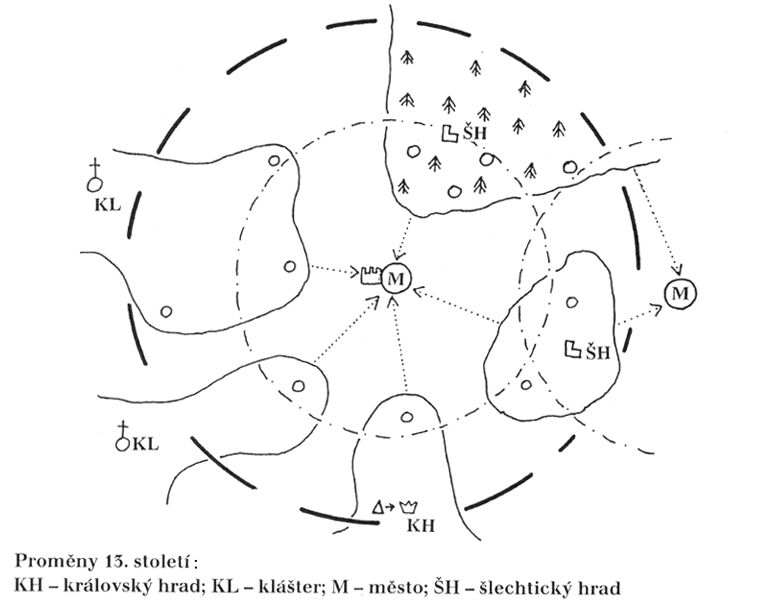 ŠH
KL
M
M
ŠH
KL
KH
Proměny 13. století:
KH – královský hrad; KL – klášter; M – město; ŠH – šlechtický hrad